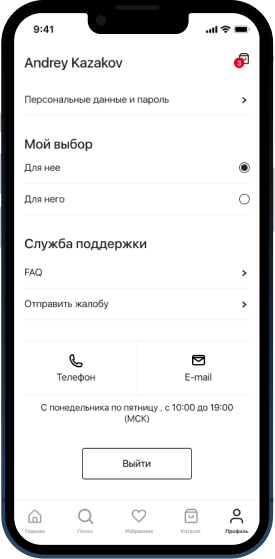 9:41
Andrey Kazakov
3
Персональные данные и пароль
Мой выбор
Для нее
Для него
Служба поддержки
FAQ
Отправить жалобу
Телефон
E-mail
С понедельника по пятницу , с 10:00 до 19:00
(МСК)
Выйти
Главная
Поиск
Избранное
Каталог
Профиль